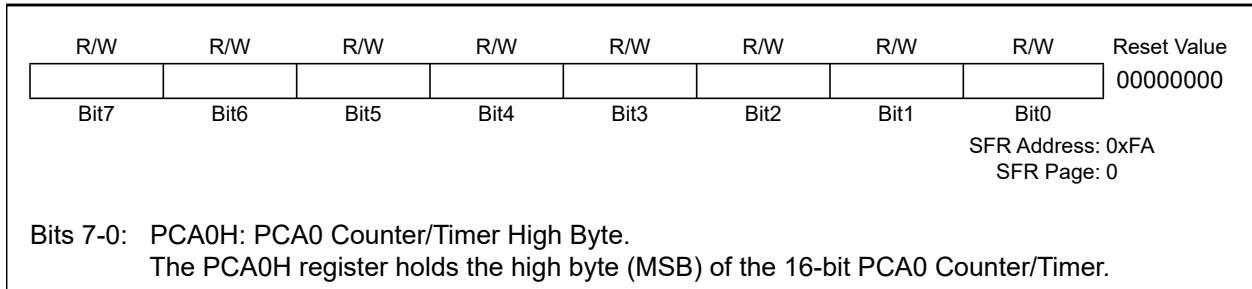 R/W R/W R/W R/W R/W R/W R/W R/W Reset Value
00000000
Bit7 Bit6 Bit5 Bit4 Bit3 Bit2 Bit1 Bit0
SFR Address: 0xFA
SFR Page: 0
Bits 7-0: PCA0H: PCA0 Counter/Timer High Byte.
The PCA0H register holds the high byte (MSB) of the 16-bit PCA0 Counter/Timer.